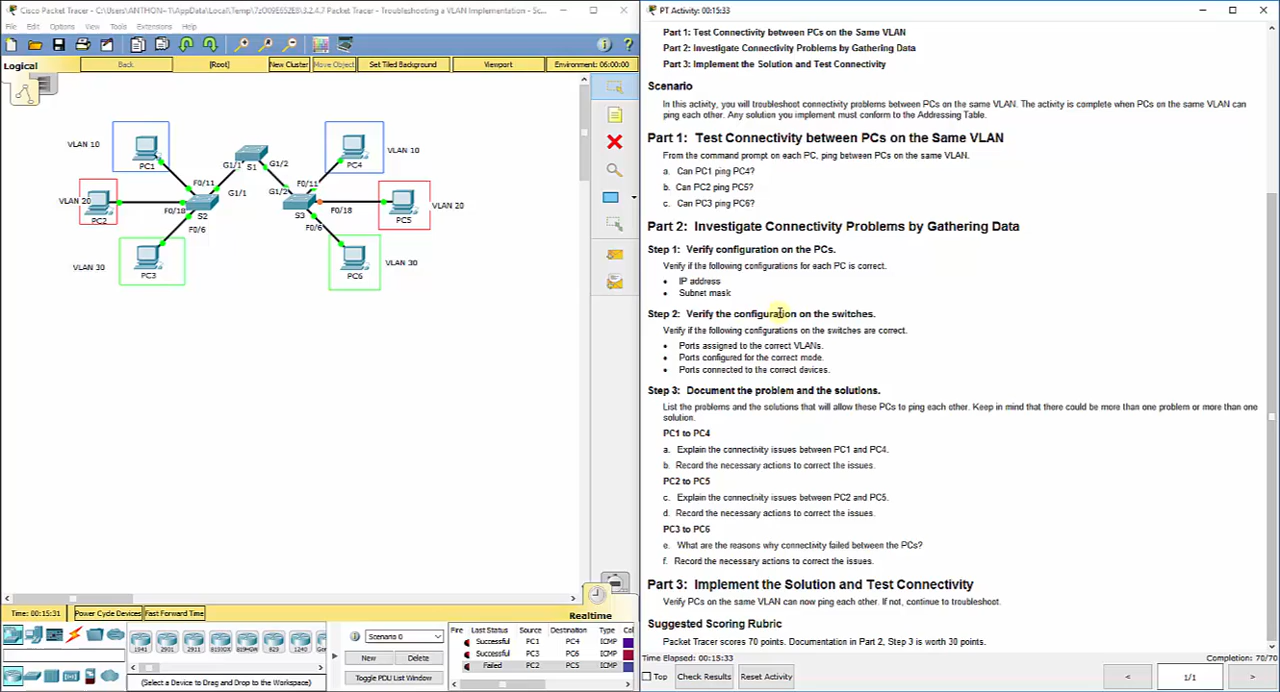 Cisco Packet Tracer - C:\Users\ANTHON~1\AppData\Local\Temp\7zO09E552E8\3.2.4.7 Packet Tracer - Troubleshooting a VLAN Implementation - Sc...
File Edit View Tools Extensions Help
Logical
Back
[Root]
New Cluster
Move Object
Set Tiled Background
Viewport
Environment: 06:00:00
VLAN 10
PC1
G1/1
S1
G1/2
PC4
VLAN 10
F0/11
G1/1
G1/2
F0/11
VLAN 20
PC2
F0/18
S2
S3
F0/18
PC5
VLAN 20
F0/6
F0/6
VLAN 30
PC3
PC6
VLAN 30
Realtime
Time: 00:15:31
Power Cycle Devices
Fast Forward Time
1941 2901 2911 819IOX 819HGW 829 1240
(Select a Device to Drag and Drop to the Workspace)
Scenario 0
New
Delete
Toggle PDU List Window
Fire Last Status Source Destination Type Col
Successful PC1 PC4 ICMP
Successful PC3 PC6 ICMP
Failed PC2 PC5 ICMP
PT Activity: 00:15:33
Part 1: Test Connectivity between PCs on the Same VLAN
Part 2: Investigate Connectivity Problems by Gathering Data
Part 3: Implement the Solution and Test Connectivity
Scenario
In this activity, you will troubleshoot connectivity problems between PCs on the same VLAN. The activity is complete when PCs on the same VLAN can
ping each other. Any solution you implement must conform to the Addressing Table.
Part 1: Test Connectivity between PCs on the Same VLAN
From the command prompt on each PC, ping between PCs on the same VLAN.
a. Can PC1 ping PC4?
b. Can PC2 ping PC5?
c. Can PC3 ping PC6?
Part 2: Investigate Connectivity Problems by Gathering Data
Step 1: Verify configuration on the PCs.
Verify if the following configurations for each PC is correct.
• IP address
• Subnet mask
Step 2: Verify the configuration on the switches.
Verify if the following configurations on the switches are correct.
• Ports assigned to the correct VLANs.
• Ports configured for the correct mode.
• Ports connected to the correct devices.
Step 3: Document the problem and the solutions.
List the problems and the solutions that will allow these PCs to ping each other. Keep in mind that there could be more than one problem or more than one
solution.
PC1 to PC4
a. Explain the connectivity issues between PC1 and PC4.
b. Record the necessary actions to correct the issues.
PC2 to PC5
c. Explain the connectivity issues between PC2 and PC5.
d. Record the necessary actions to correct the issues.
PC3 to PC6
e. What are the reasons why connectivity failed between the PCs?
f. Record the necessary actions to correct the issues.
Part 3: Implement the Solution and Test Connectivity
Verify PCs on the same VLAN can now ping each other. If not, continue to troubleshoot.
Suggested Scoring Rubric
Packet Tracer scores 70 points. Documentation in Part 2, Step 3 is worth 30 points.
Time Elapsed: 00:15:33
Completion: 70/70
Top
Check Results
Reset Activity
<
1/1
>